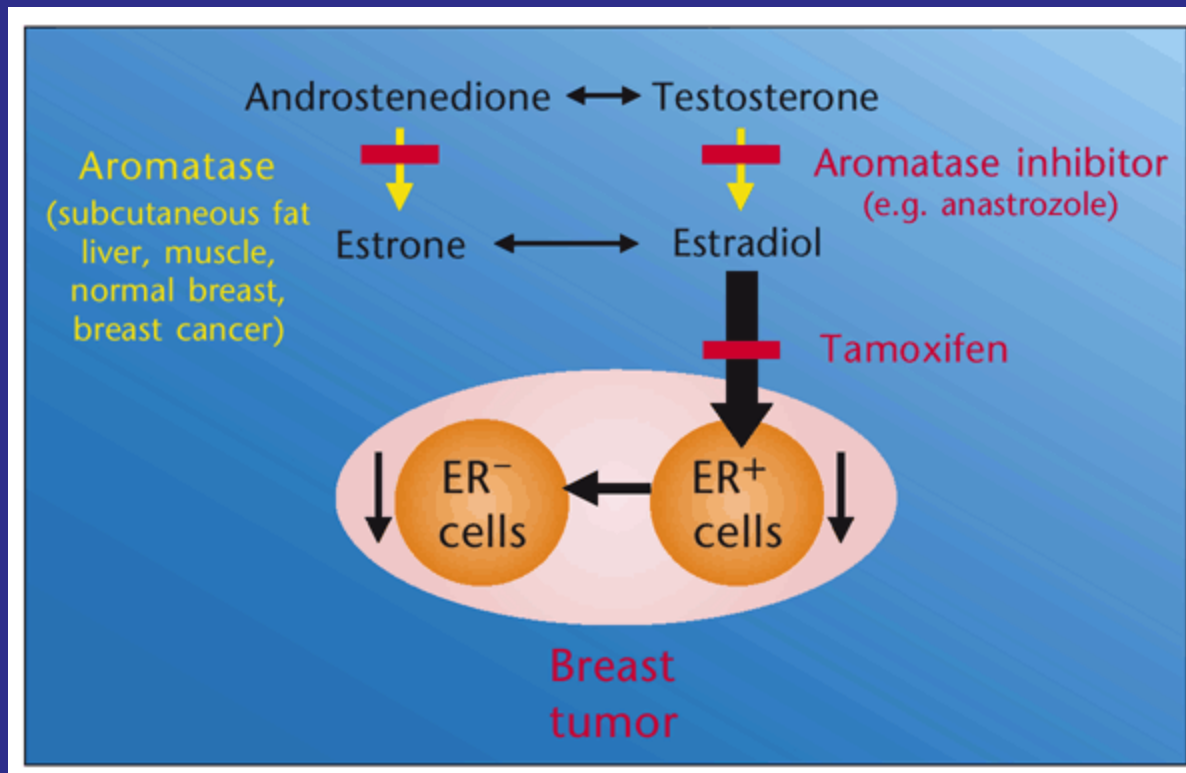 Androstenedione
Testosterone
Aromatase
(subcutaneous fat
liver, muscle,
normal breast,
breast cancer)
Aromatase inhibitor
(e.g. anastrozole)
Estrone
Estradiol
Tamoxifen
ER⁻
cells
ER⁺
cells
Breast
tumor